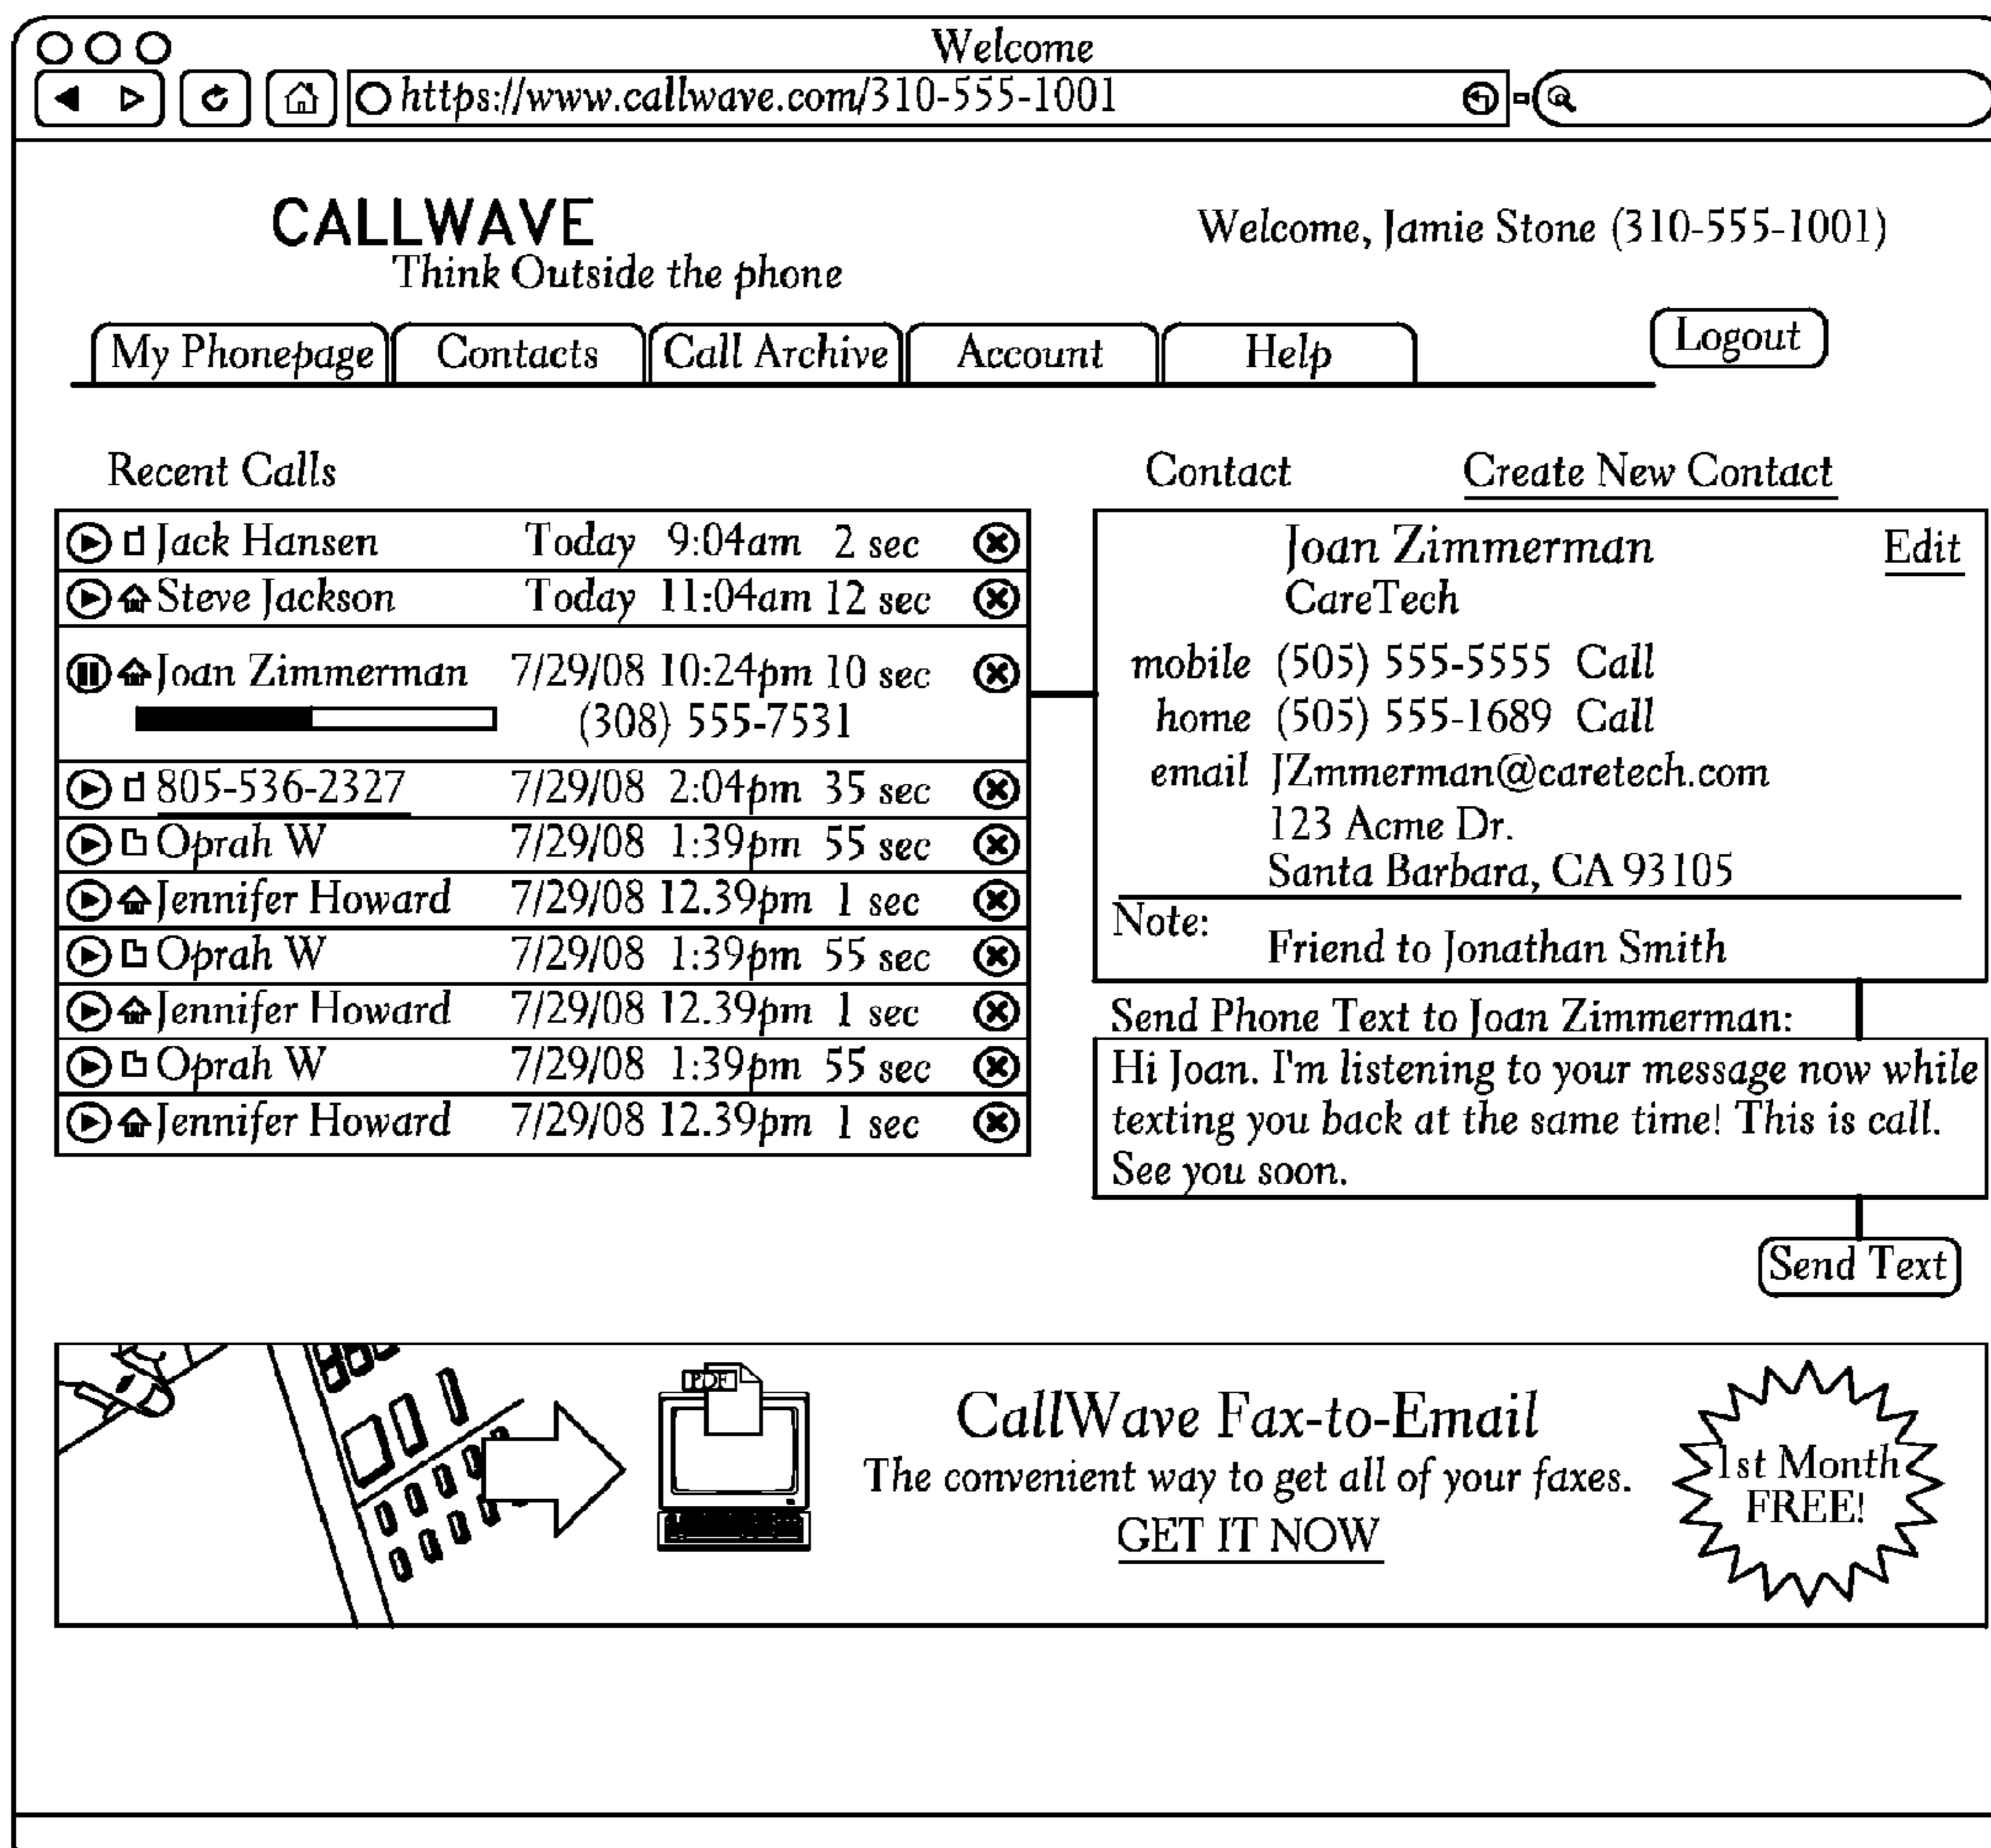 Welcome
https://www.callwave.com/310-555-1001
CALLWAVE
Think Outside the phone
Welcome, Jamie Stone (310-555-1001)
My Phonepage Contacts Call Archive Account Help Logout
Recent Calls
Jack Hansen Today 9:04am 2 sec
Steve Jackson Today 11:04am 12 sec
Joan Zimmerman 7/29/08 10:24pm 10 sec
(308) 555-7531
805-536-2327 7/29/08 2:04pm 35 sec
Oprah W 7/29/08 1:39pm 55 sec
Jennifer Howard 7/29/08 12.39pm 1 sec
Oprah W 7/29/08 1:39pm 55 sec
Jennifer Howard 7/29/08 12.39pm 1 sec
Oprah W 7/29/08 1:39pm 55 sec
Jennifer Howard 7/29/08 12.39pm 1 sec
Contact Create New Contact
Joan Zimmerman Edit
CareTech
mobile (505) 555-5555 Call
home (505) 555-1689 Call
email JZmmerman@caretech.com
123 Acme Dr.
Santa Barbara, CA 93105
Note:
Friend to Jonathan Smith
Send Phone Text to Joan Zimmerman:
Hi Joan. I'm listening to your message now while
texting you back at the same time! This is call.
See you soon.
Send Text
PDF
CallWave Fax-to-Email
The convenient way to get all of your faxes.
GET IT NOW
1st Month
FREE!